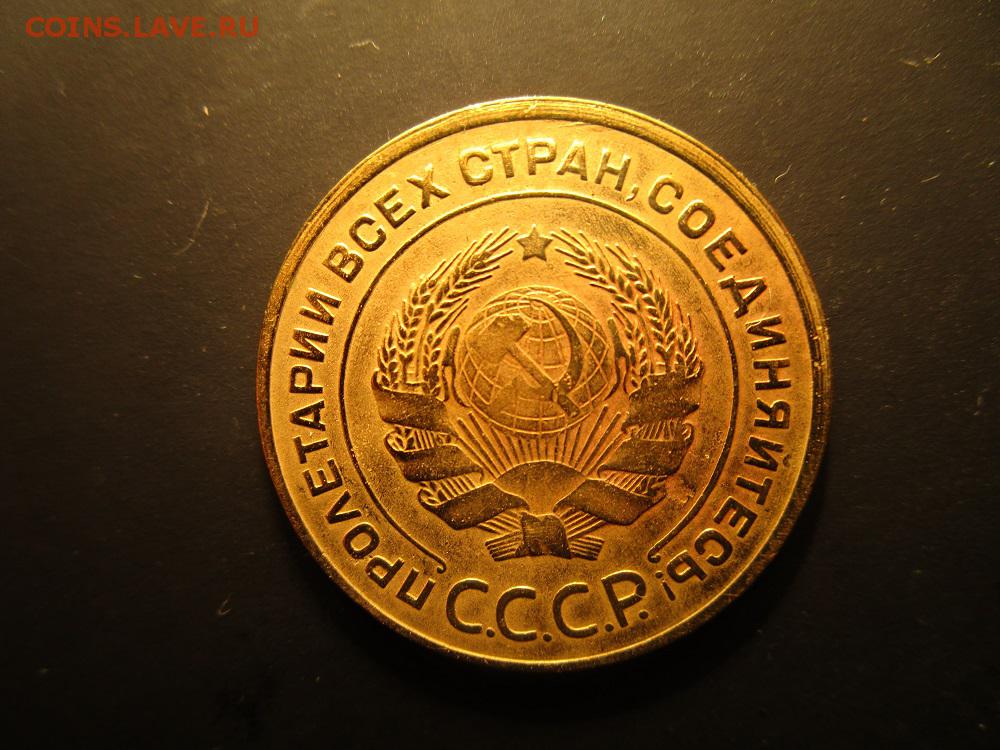 COINS.LAVE.RU
ПРОЛЕТАРИИ ВСЕХ СТРАН, СОЕДИНЯЙТЕСЬ!
С.С.С.Р.